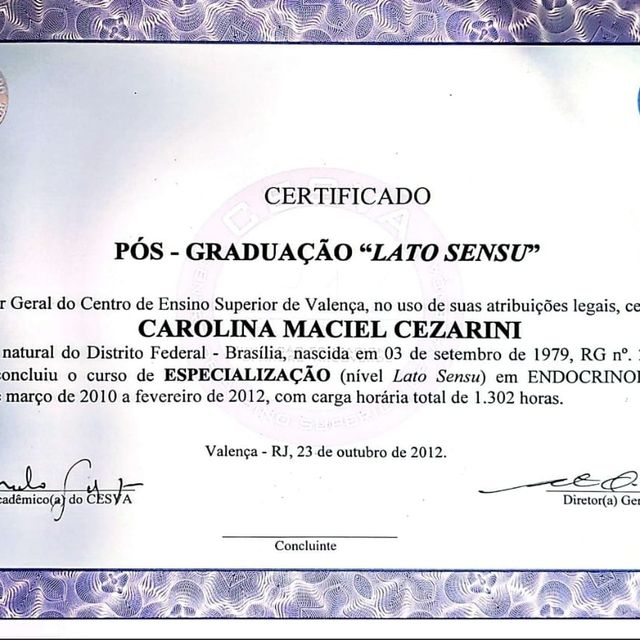 CERTIFICADO
PÓS - GRADUAÇÃO “LATO SENSU”
r Geral do Centro de Ensino Superior de Valença, no uso de suas atribuições legais, ce
CAROLINA MACIEL CEZARINI
natural do Distrito Federal - Brasília, nascida em 03 de setembro de 1979, RG nº.
concluiu o curso de ESPECIALIZAÇÃO (nível Lato Sensu) em ENDOCRINOL
março de 2010 a fevereiro de 2012, com carga horária total de 1.302 horas.
Valença - RJ, 23 de outubro de 2012.
cadêmico(a) do CESVA
Diretor(a) Ger
Concluinte